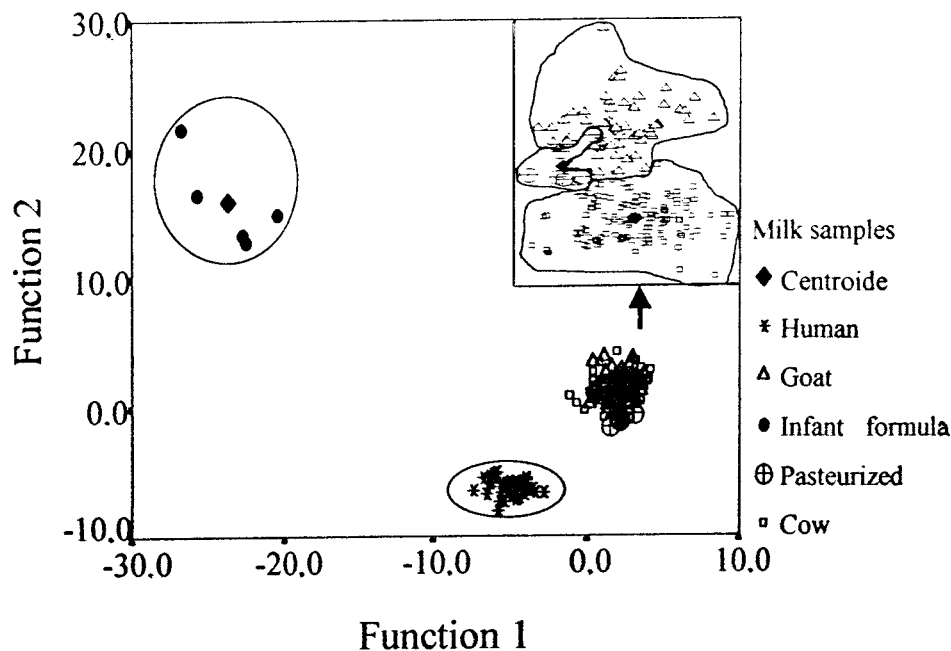 30.0
20.0
10.0
0.0
-10.0
Function 2
-30.0 -20.0 -10.0 0.0 10.0
Function 1
Milk samples
Centroide
Human
Goat
Infant formula
Pasteurized
Cow